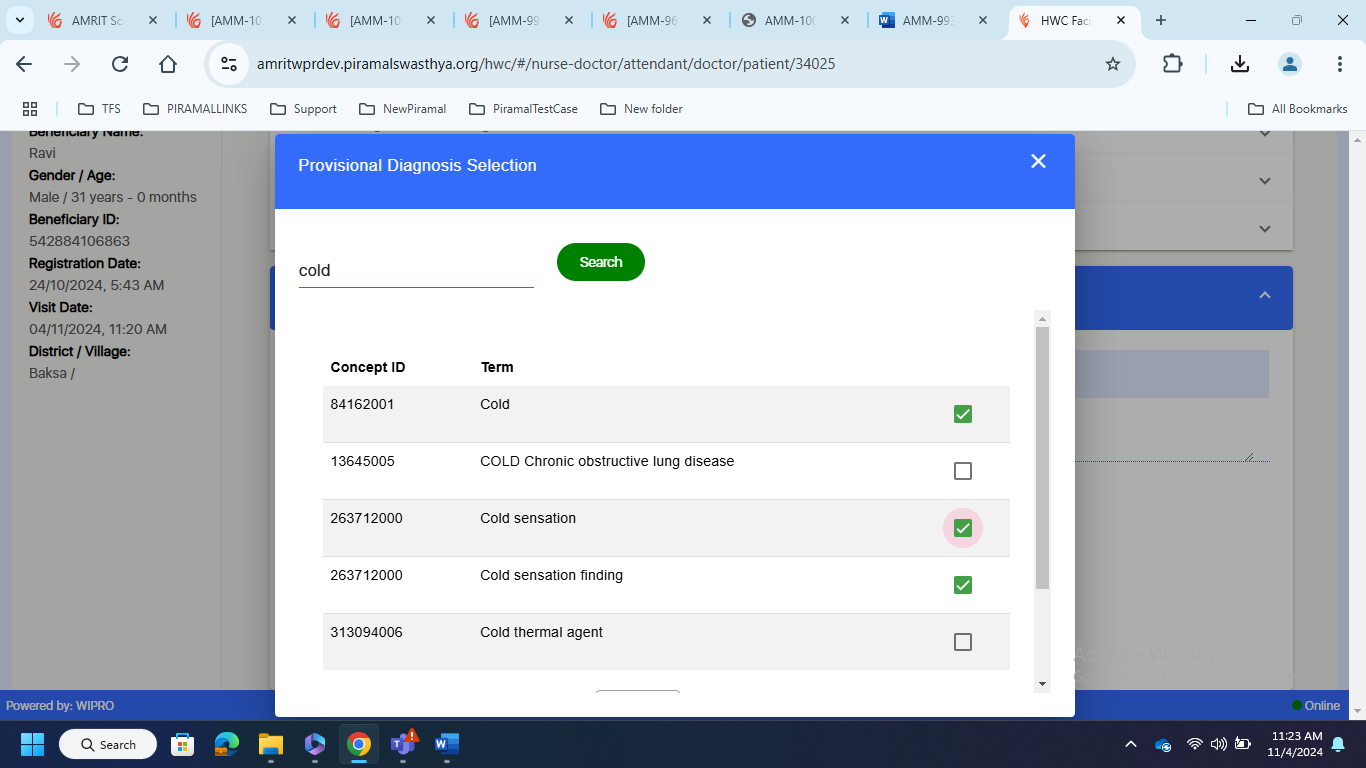 AMRIT Sc
[AMM-10
[AMM-10
[AMM-99
[AMM-96
AMM-100
AMM-993
HWC Faci
amritwprdev.piramalswasthya.org/hwc/#/nurse-doctor/attendant/doctor/patient/34025
TFS
PIRAMALLINKS
Support
NewPiramal
PiramalTestCase
New folder
All Bookmarks
Beneficiary Name:
Ravi
Gender / Age:
Male / 31 years - 0 months
Beneficiary ID:
542884106863
Registration Date:
24/10/2024, 5:43 AM
Visit Date:
04/11/2024, 11:20 AM
District / Village:
Baksa /
Provisional Diagnosis Selection
cold
Search
Concept ID Term
84162001 Cold
13645005 COLD Chronic obstructive lung disease
263712000 Cold sensation
263712000 Cold sensation finding
313094006 Cold thermal agent
Activate Windows
Powered by: WIPRO
Online
Search
11:23 AM
11/4/2024